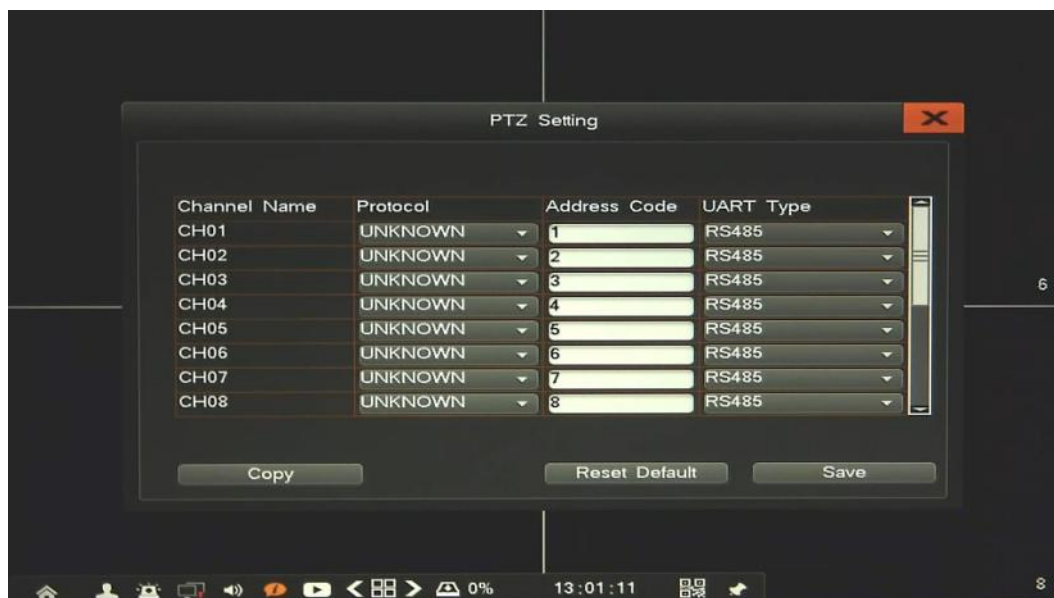 PTZ Setting
Channel Name Protocol Address Code UART Type
CH01 UNKNOWN 1 RS485
CH02 UNKNOWN 2 RS485
CH03 UNKNOWN 3 RS485
CH04 UNKNOWN 4 RS485
CH05 UNKNOWN 5 RS485
CH06 UNKNOWN 6 RS485
CH07 UNKNOWN 7 RS485
CH08 UNKNOWN 8 RS485
6
Copy Reset Default Save
0% 13:01:11
8